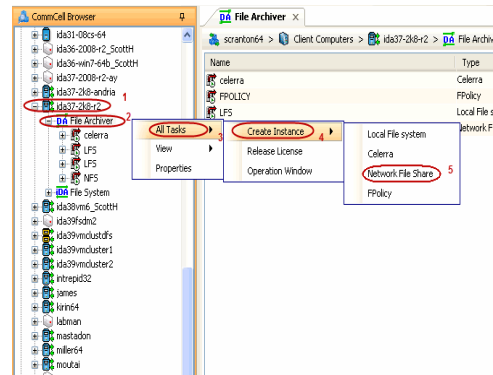 CommCell Browser
ida31-08cs-64
ida36-2008-r2_ScottH
ida36-win7-64b_ScottH
ida37-2008-r2-ay
ida37-2k8-andria
ida37-2k8-r2 1
DA File Archiver 2
celerra
LFS
LFS
NFS
iDA File System
ida38vm6_ScottH
ida39fsdm2
ida39vmclustdfs
ida39vmcluster1
ida39vmcluster2
intrepid32
james
kirin64
labman
mastadon
miller64
moutai
DA File Archiver x
scranton64 > Client Computers > ida37-2k8-r2 > DA File Archiv
Name Type
celerra Celerra
FPOLICY FPolicy
LFS Local File s
etwork F
All Tasks 3
View
Properties
Create Instance 4
Release License
Operation Window
Local File system
Celerra
Network File Share 5
FPolicy